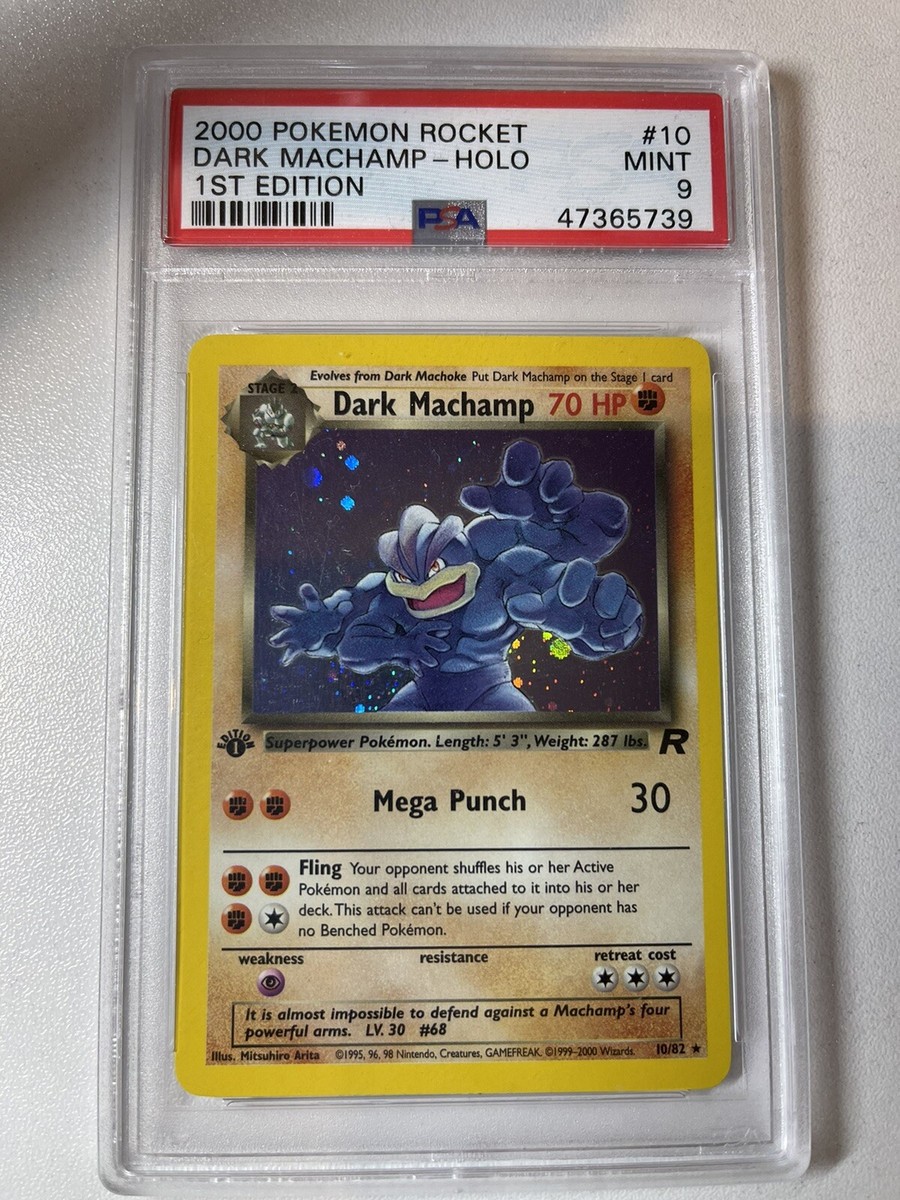 2000 POKEMON ROCKET #10
DARK MACHAMP - HOLO MINT
1ST EDITION 9
PSA 47365739
Evolves from Dark Machoke Put Dark Machamp on the Stage 1 card
STAGE 2
Dark Machamp 70 HP
EDITION 1
Superpower Pokémon. Length: 5' 3", Weight: 287 lbs. R
Mega Punch 30
Fling Your opponent shuffles his or her Active
Pokémon and all cards attached to it into his or her
deck. This attack can't be used if your opponent has
no Benched Pokémon.
weakness resistance retreat cost
It is almost impossible to defend against a Machamp's four
powerful arms. LV. 30 #68
Illus. Mitsuhiro Arita ©1995, 96, 98 Nintendo, Creatures, GAMEFREAK. ©1999-2000 Wizards. 10/82 ★